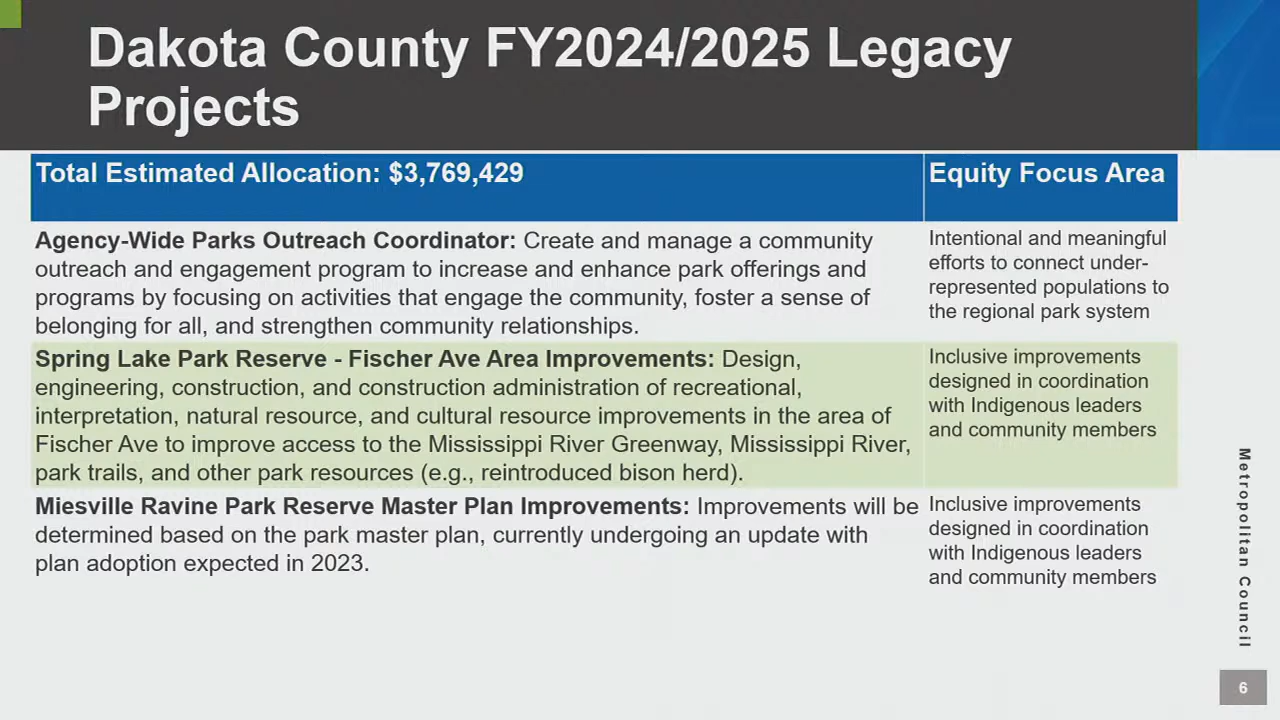 Dakota County FY2024/2025 Legacy
Projects
Total Estimated Allocation: $3,769,429
Equity Focus Area
Agency-Wide Parks Outreach Coordinator: Create and manage a community
outreach and engagement program to increase and enhance park offerings and
programs by focusing on activities that engage the community, foster a sense of
belonging for all, and strengthen community relationships.
Intentional and meaningful
efforts to connect under-
represented populations to
the regional park system
Spring Lake Park Reserve - Fischer Ave Area Improvements: Design,
engineering, construction, and construction administration of recreational,
interpretation, natural resource, and cultural resource improvements in the area of
Fischer Ave to improve access to the Mississippi River Greenway, Mississippi River,
park trails, and other park resources (e.g., reintroduced bison herd).
Inclusive improvements
designed in coordination
with Indigenous leaders
and community members
Miesville Ravine Park Reserve Master Plan Improvements: Improvements will be
determined based on the park master plan, currently undergoing an update with
plan adoption expected in 2023.
Inclusive improvements
designed in coordination
with Indigenous leaders
and community members
Metropolitan Council
6